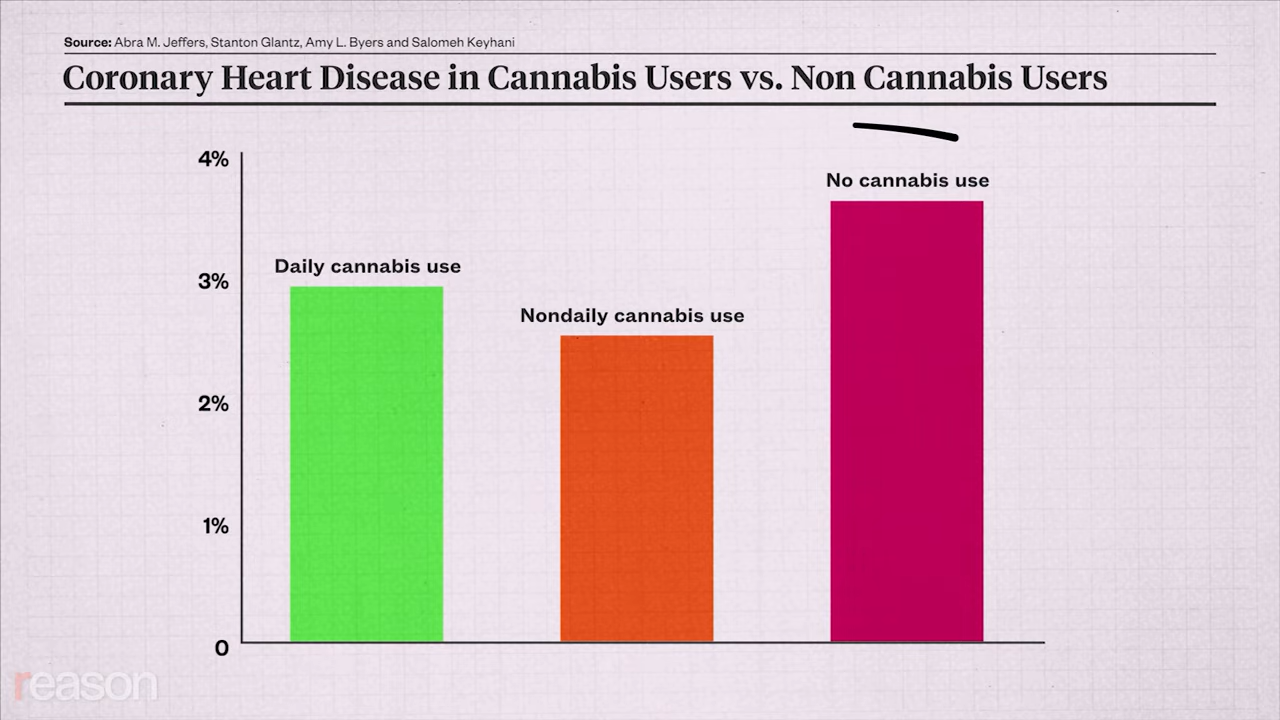 Source: Abra M. Jeffers, Stanton Glantz, Amy L. Byers and Salomeh Keyhani
Coronary Heart Disease in Cannabis Users vs. Non Cannabis Users
4%
No cannabis use
Daily cannabis use
3%
Nondaily cannabis use
2%
1%
0
reason